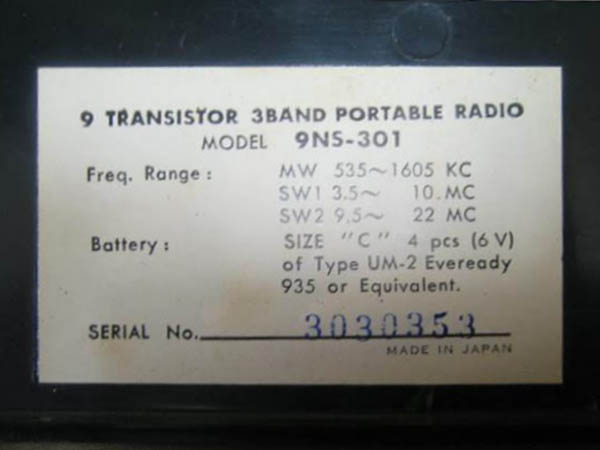 9 TRANSISTOR 3BAND PORTABLE RADIO
MODEL 9NS-301
Freq. Range : MW 535~1605 KC
SW1 3.5~ 10.MC
SW2 9.5~ 22 MC
Battery : SIZE "C" 4 pcs (6 V)
of Type UM-2 Eveready
935 or Equivalent.
SERIAL No. 3030353
MADE IN JAPAN